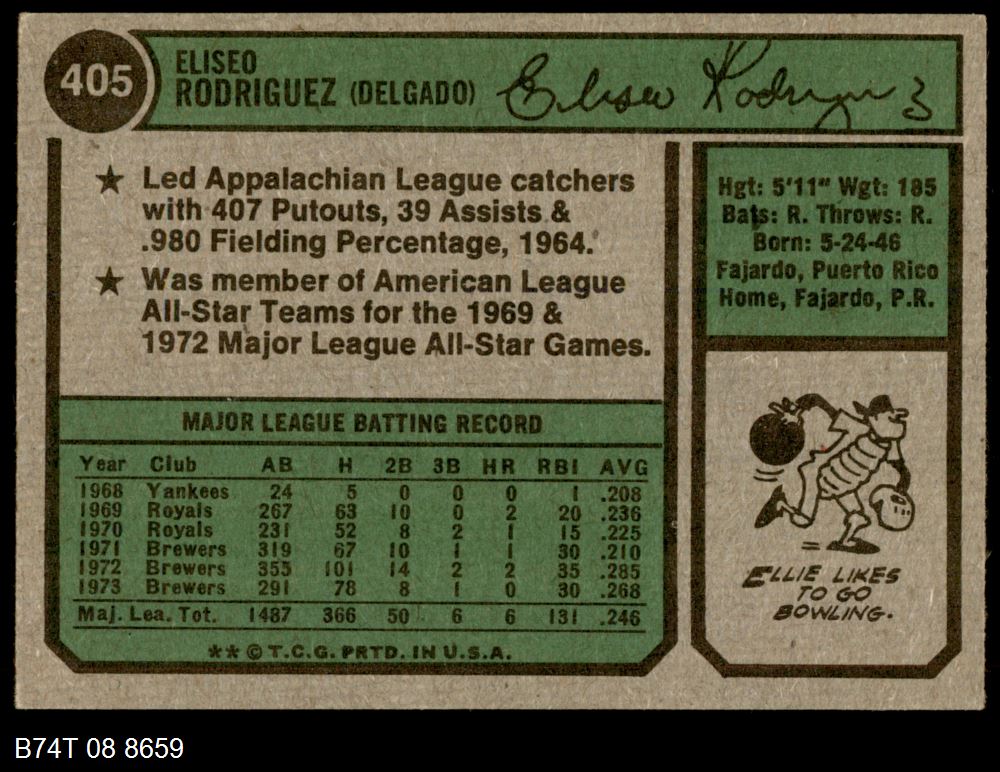 405
ELISEO
RODRIGUEZ (DELGADO)
Eliseo Rodriguez
★ Led Appalachian League catchers
with 407 Putouts, 39 Assists &
.980 Fielding Percentage, 1964.
★ Was member of American League
All-Star Teams for the 1969 &
1972 Major League All-Star Games.
MAJOR LEAGUE BATTING RECORD
Year Club AB H 2B 3B HR RBI AVG
1968 Yankees 24 5 0 0 0 1 .208
1969 Royals 267 63 10 0 2 20 .236
1970 Royals 231 52 8 2 1 15 .225
1971 Brewers 319 67 10 1 1 30 .210
1972 Brewers 355 101 14 2 2 35 .285
1973 Brewers 291 78 8 1 0 30 .268
Maj. Lea. Tot. 1487 366 50 6 6 131 .246
** © T.C.G. PRTD. IN U.S.A.
Hgt: 5'11" Wgt: 185
Bats: R. Throws: R.
Born: 5-24-46
Fajardo, Puerto Rico
Home, Fajardo, P.R.
ELLIE LIKES
TO GO
BOWLING.
B74T 08 8659